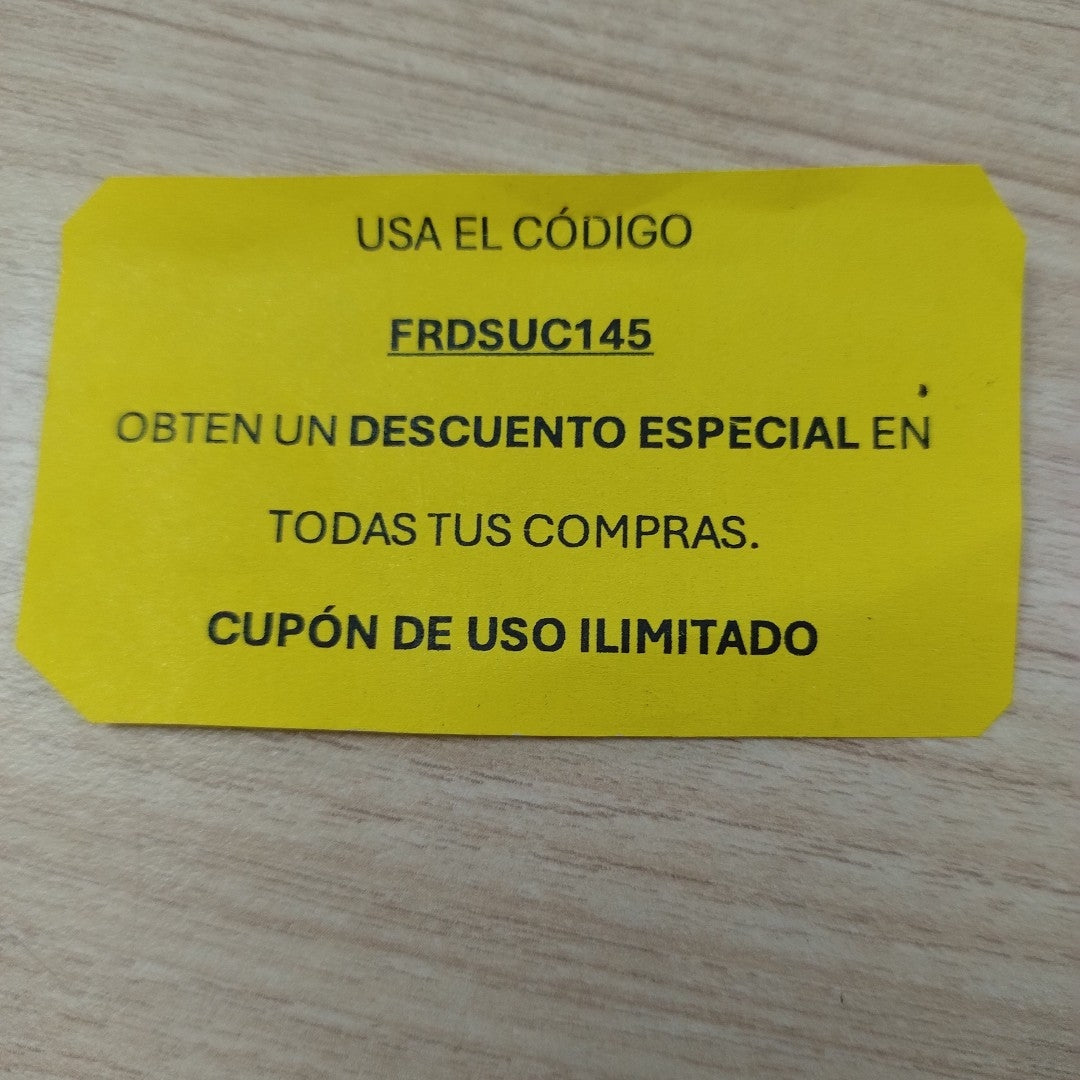 USA EL CÓDIGO
FRDSUC145
OBTEN UN DESCUENTO ESPECIAL EN
TODAS TUS COMPRAS.
CUPÓN DE USO ILIMITADO